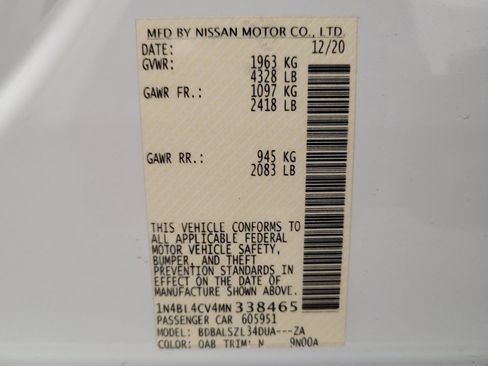 MFD BY NISSAN MOTOR CO., LTD.
DATE: 12/20
GVWR: 1963 KG
4328 LB
GAWR FR.: 1097 KG
2418 LB
GAWR RR.: 945 KG
2083 LB
THIS VEHICLE CONFORMS TO
ALL APPLICABLE FEDERAL
MOTOR VEHICLE SAFETY,
BUMPER, AND THEFT
PREVENTION STANDARDS IN
EFFECT ON THE DATE OF
MANUFACTURE SHOWN ABOVE.
1N4BL4CV4MN338465
PASSENGER CAR 605951
MODEL: BDBALSZL34DUA---ZA
COLOR: QAB TRIM: N 9N00A